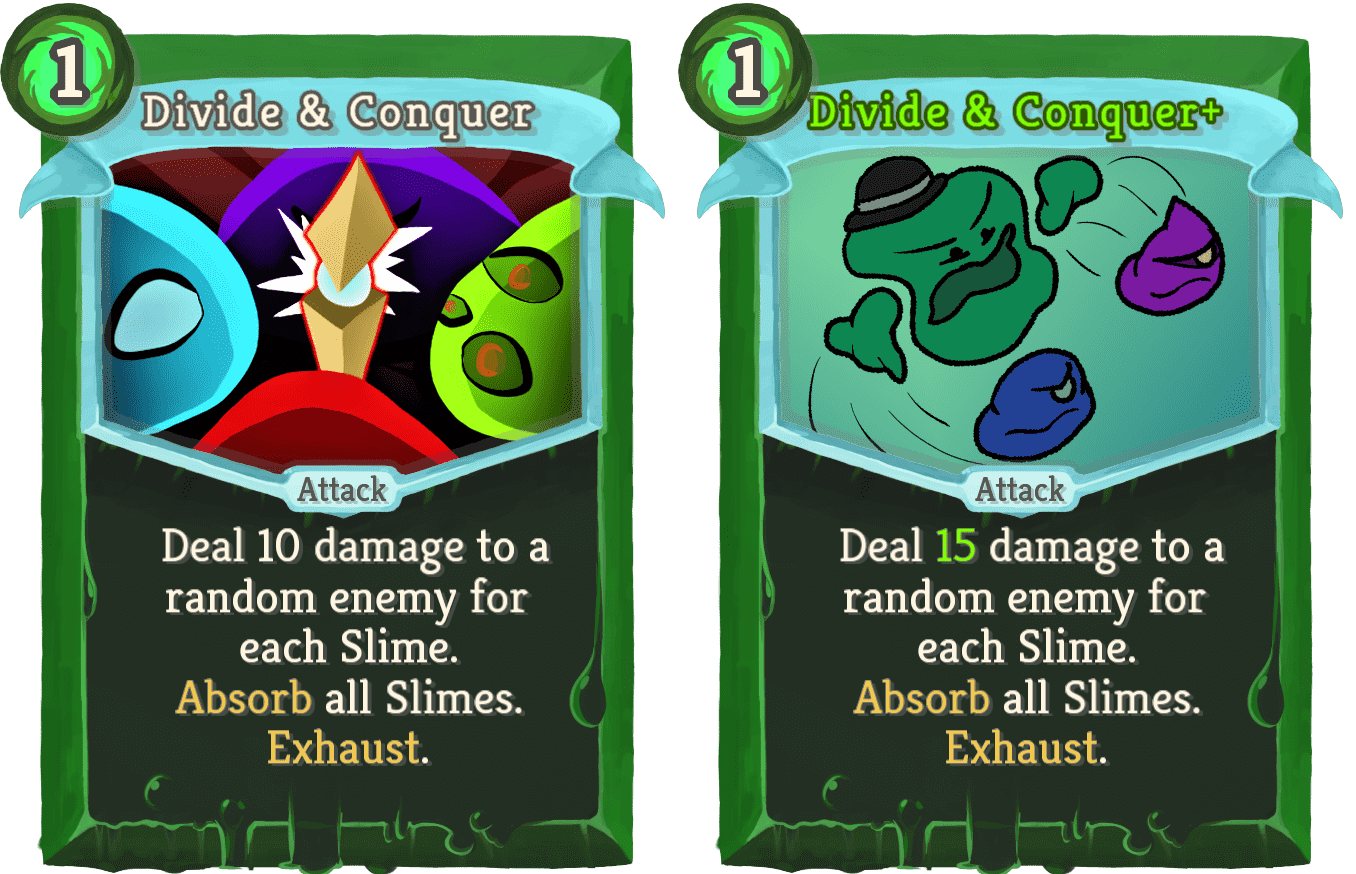 1
Divide & Conquer
Attack
Deal 10 damage to a
random enemy for
each Slime.
Absorb all Slimes.
Exhaust.
1
Divide & Conquer+
Attack
Deal 15 damage to a
random enemy for
each Slime.
Absorb all Slimes.
Exhaust.